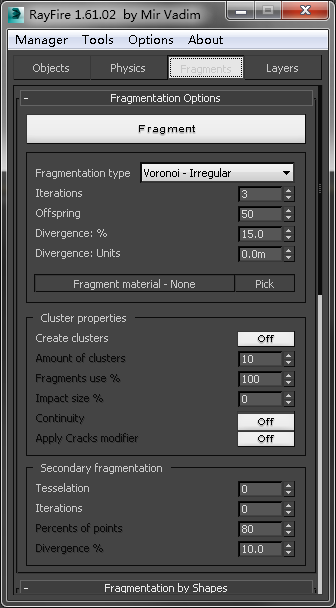 RayFire 1.61.02  by Mir Vadim
Manager Tools Options About
Objects Physics Fragments Layers
- Fragmentation Options
Fragment
Fragmentation type Voronoi - Irregular
Iterations 3
Offspring 50
Divergence: % 15.0
Divergence: Units 0.0m
Fragment material - None Pick
Cluster properties
Create clusters Off
Amount of clusters 10
Fragments use % 100
Impact size % 0
Continuity Off
Apply Cracks modifier Off
Secondary fragmentation
Tesselation 0
Iterations 0
Percents of points 80
Divergence % 10.0
- Fragmentation by Shapes